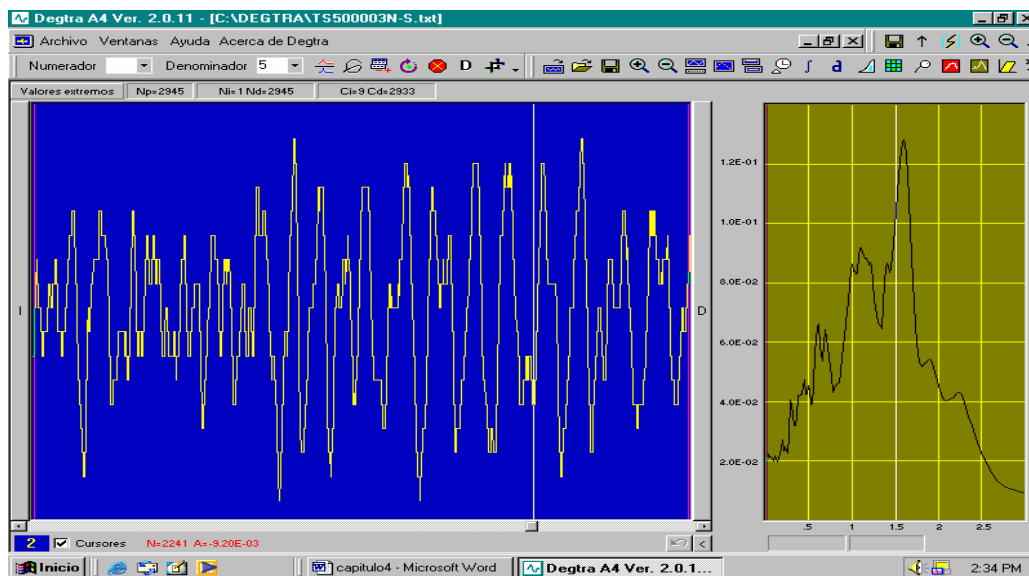 Degtra A4 Ver. 2.0.11 - [C:\DEGTRA\TS500003N-S.txt]
Archivo Ventanas Ayuda Acerca de Degtra
Numerador Denominador 5 D a
Valores extremos Np=2945 Ni=1 Nd=2945 Ci=9 Cd=2933
I
D
1.2E-01
1.0E-01
8.0E-02
6.0E-02
4.0E-02
2.0E-02
.5 1 1.5 2 2.5
2 Cursores N=2241 A=-9.20E-03 <
Inicio capitulo4 - Microsoft Word Degtra A4 Ver. 2.0.1... 2:34 PM